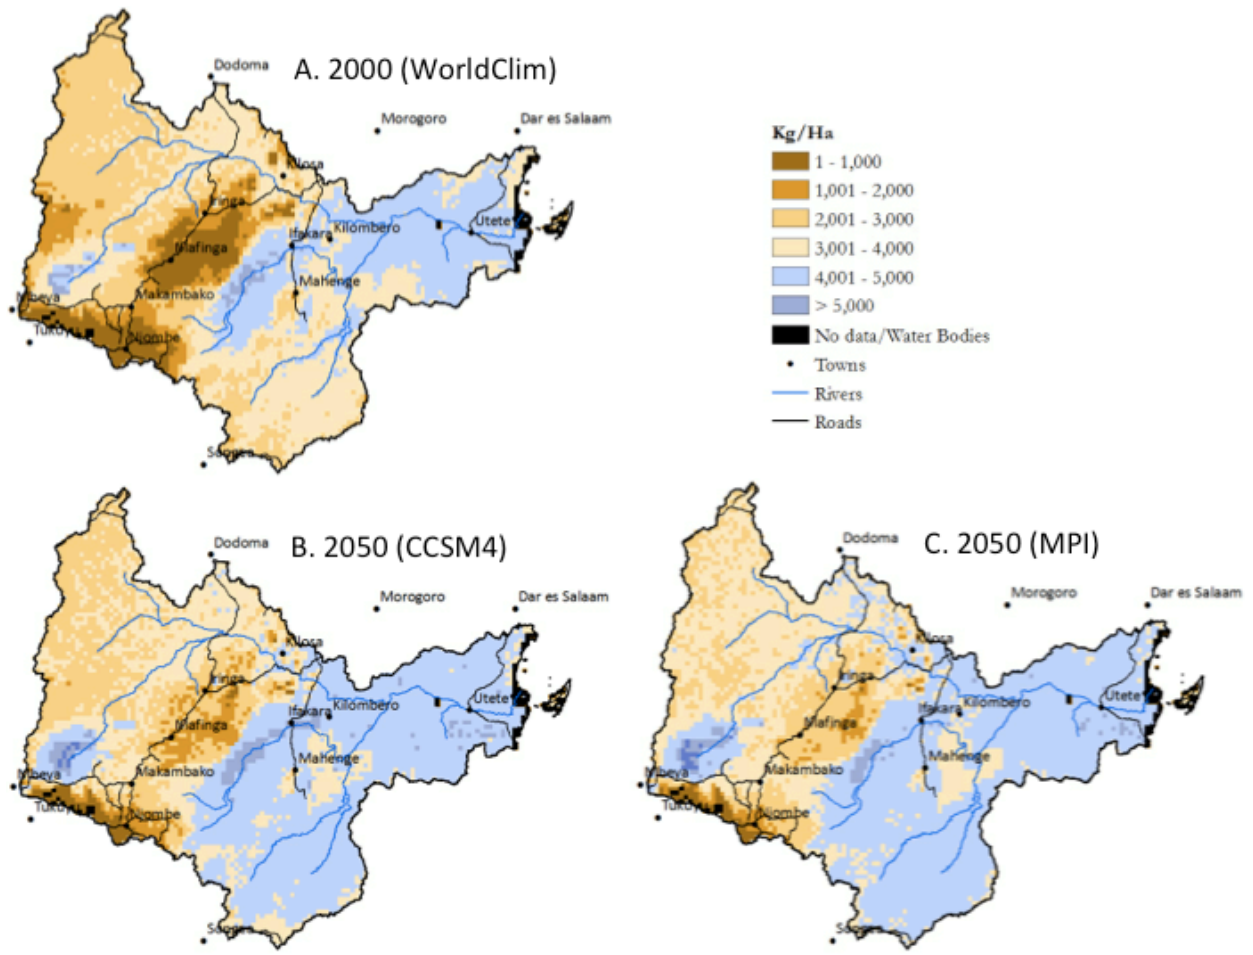 A. 2000 (WorldClim)
Dodoma
Morogoro
Dar es Salaam
Kilosa
Iringa
Utete
Ifakara
Kilombero
Mafinga
Mahenge
Mbeya
Makambako
Njombe
Songea
Kg/Ha
1 - 1,000
1,001 - 2,000
2,001 - 3,000
3,001 - 4,000
4,001 - 5,000
> 5,000
No data/Water Bodies
Towns
Rivers
Roads
B. 2050 (CCSM4)
Dodoma
Morogoro
Dar es Salaam
Kilosa
Iringa
Utete
Ifakara
Kilombero
Mafinga
Mahenge
Mbeya
Makambako
Njombe
C. 2050 (MPI)
Dodoma
Morogoro
Dar es Salaam
Kilosa
Iringa
Utete
Ifakara
Kilombero
Mafinga
Mahenge
Mbeya
Makambako
Njombe